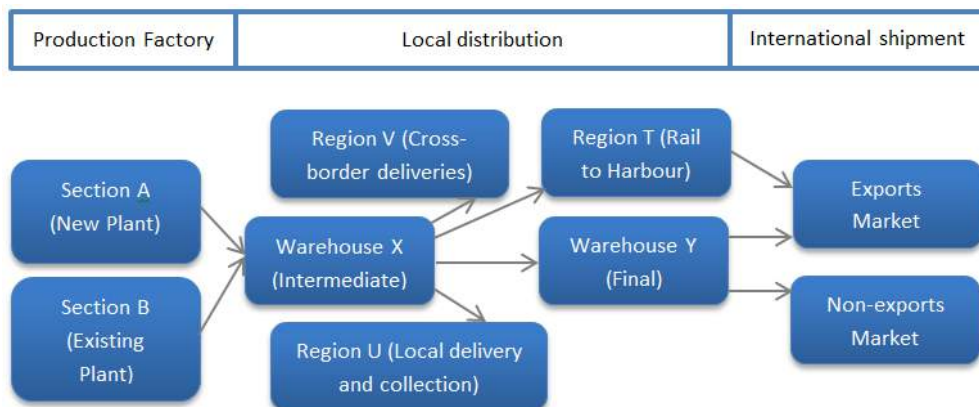 Production Factory
Local distribution
International shipment
Region V (Cross-
border deliveries)
Region T (Rail
to Harbour)
Section A
(New Plant)
Exports
Market
Warehouse X
(Intermediate)
Warehouse Y
(Final)
Section B
(Existing
Plant)
Non-exports
Market
Region U (Local delivery
and collection)